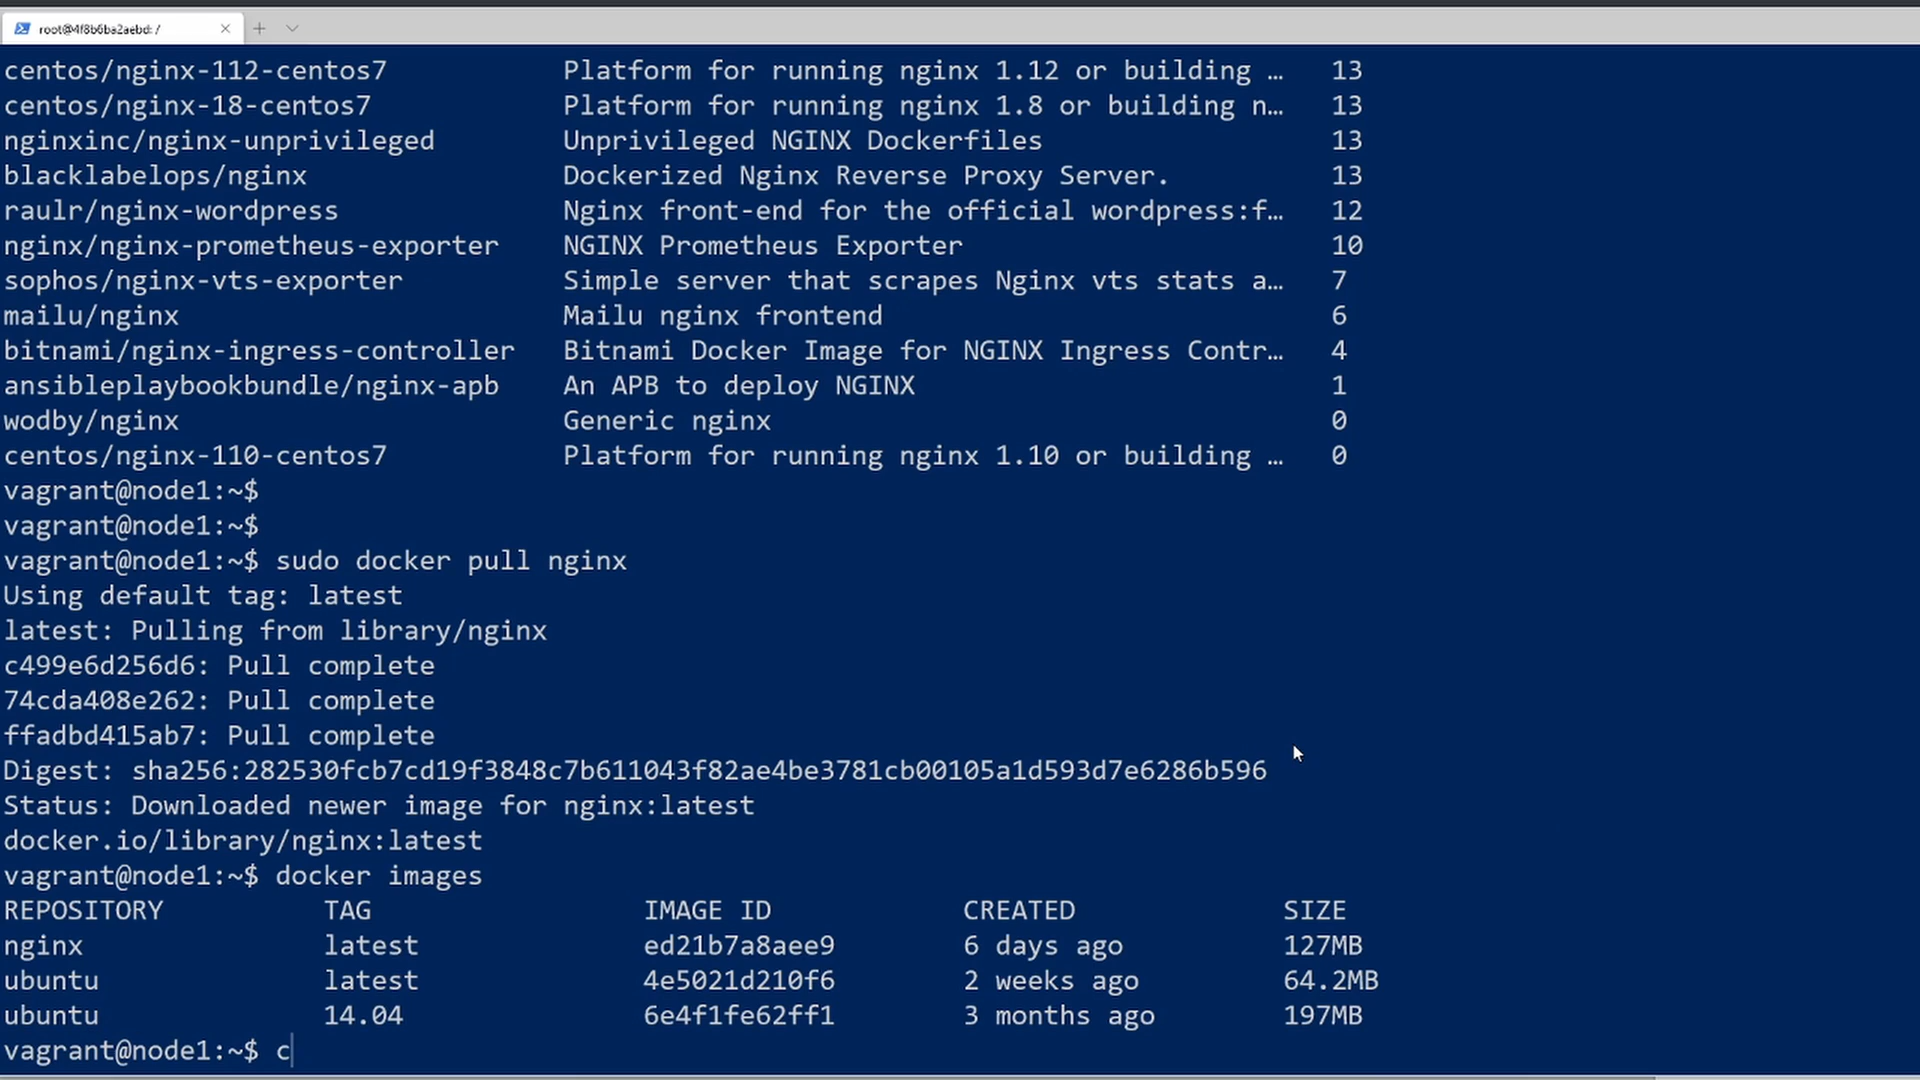 root@4f8b6ba2aebd: /
centos/nginx-112-centos7 Platform for running nginx 1.12 or building … 13
centos/nginx-18-centos7 Platform for running nginx 1.8 or building n… 13
nginxinc/nginx-unprivileged Unprivileged NGINX Dockerfiles 13
blacklabelops/nginx Dockerized Nginx Reverse Proxy Server. 13
raulr/nginx-wordpress Nginx front-end for the official wordpress:f… 12
nginx/nginx-prometheus-exporter NGINX Prometheus Exporter 10
sophos/nginx-vts-exporter Simple server that scrapes Nginx vts stats a… 7
mailu/nginx Mailu nginx frontend 6
bitnami/nginx-ingress-controller Bitnami Docker Image for NGINX Ingress Contr… 4
ansibleplaybookbundle/nginx-apb An APB to deploy NGINX 1
wodby/nginx Generic nginx 0
centos/nginx-110-centos7 Platform for running nginx 1.10 or building … 0
vagrant@node1:~$
vagrant@node1:~$
vagrant@node1:~$ sudo docker pull nginx
Using default tag: latest
latest: Pulling from library/nginx
c499e6d256d6: Pull complete
74cda408e262: Pull complete
ffadbd415ab7: Pull complete
Digest: sha256:282530fcb7cd19f3848c7b611043f82ae4be3781cb00105a1d593d7e6286b596
Status: Downloaded newer image for nginx:latest
docker.io/library/nginx:latest
vagrant@node1:~$ docker images
REPOSITORY TAG IMAGE ID CREATED SIZE
nginx latest ed21b7a8aee9 6 days ago 127MB
ubuntu latest 4e5021d210f6 2 weeks ago 64.2MB
ubuntu 14.04 6e4f1fe62ff1 3 months ago 197MB
vagrant@node1:~$ c